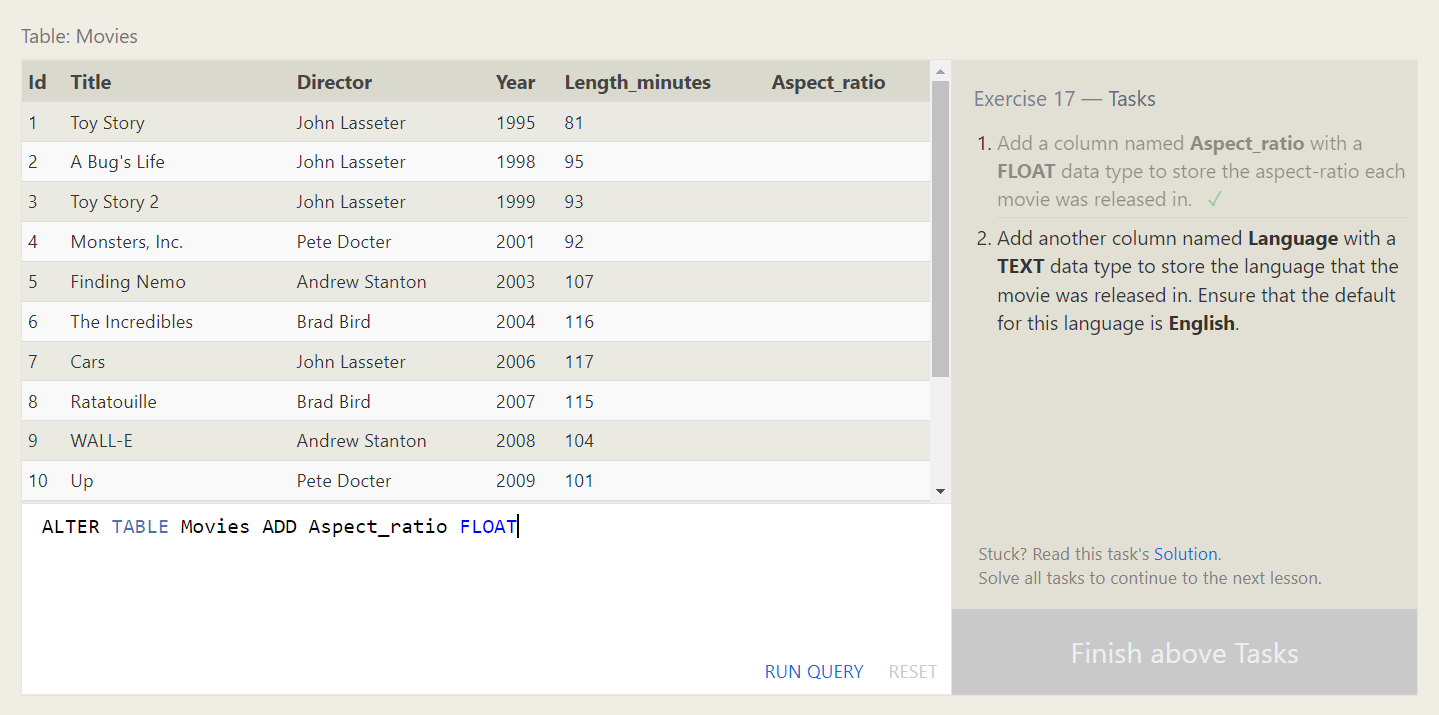 Table: Movies
Id Title Director Year Length_minutes Aspect_ratio
1 Toy Story John Lasseter 1995 81
2 A Bug's Life John Lasseter 1998 95
3 Toy Story 2 John Lasseter 1999 93
4 Monsters, Inc. Pete Docter 2001 92
5 Finding Nemo Andrew Stanton 2003 107
6 The Incredibles Brad Bird 2004 116
7 Cars John Lasseter 2006 117
8 Ratatouille Brad Bird 2007 115
9 WALL-E Andrew Stanton 2008 104
10 Up Pete Docter 2009 101
ALTER TABLE Movies ADD Aspect_ratio FLOAT
RUN QUERY RESET
Exercise 17 — Tasks
1. Add a column named Aspect_ratio with a
FLOAT data type to store the aspect-ratio each
movie was released in. ✓
2. Add another column named Language with a
TEXT data type to store the language that the
movie was released in. Ensure that the default
for this language is English.
Stuck? Read this task's Solution.
Solve all tasks to continue to the next lesson.
Finish above Tasks